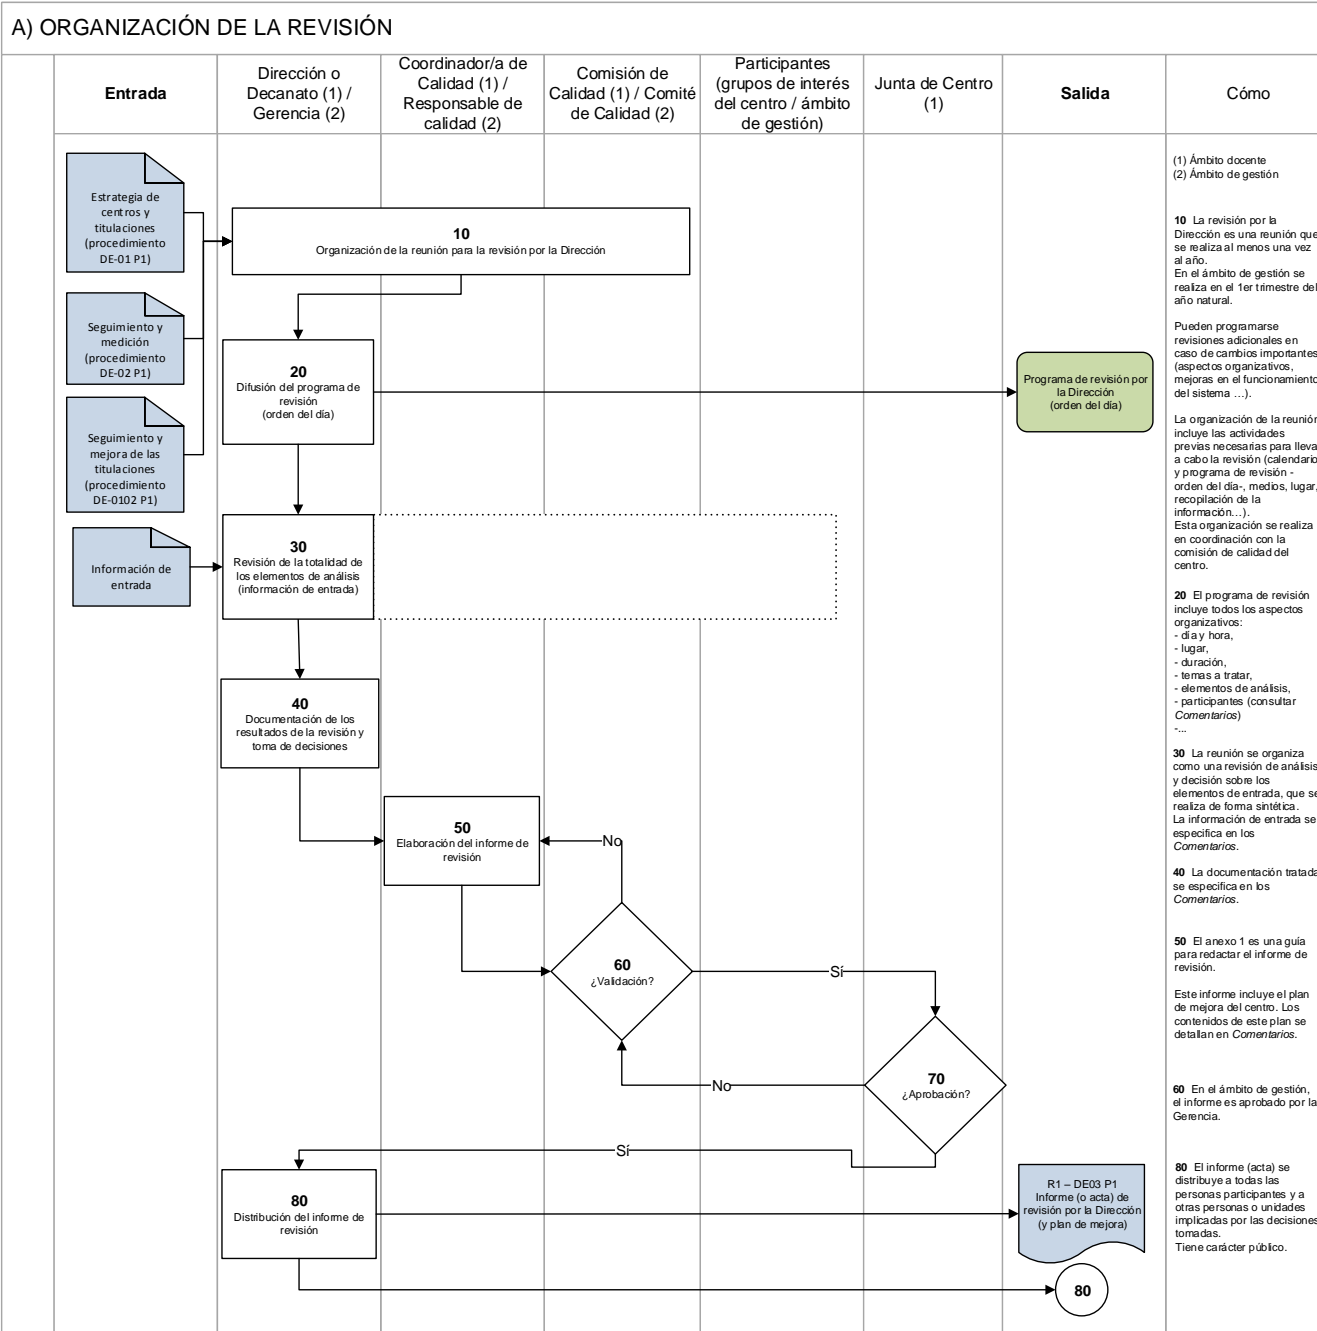 A) ORGANIZACIÓN DE LA REVISIÓN
Entrada
Dirección o
Decanato (1) /
Gerencia (2)
Coordinador/a de
Calidad (1) /
Responsable de
calidad (2)
Comisión de
Calidad (1) / Comité
de Calidad (2)
Participantes
(grupos de interés
del centro / ámbito
de gestión)
Junta de Centro
(1)
Salida
Cómo
Estrategia de
centros y
titulaciones
(procedimiento
DE-01 P1)
Seguimiento y
medición
(procedimiento
DE-02 P1)
Seguimiento y
mejora de las
titulaciones
(procedimiento
DE-0102 P1)
Información de
entrada
10
Organización de la reunión para la revisión por la Dirección
20
Difusión del programa de
revisión
(orden del día)
Programa de revisión por
la Dirección
(orden del día)
30
Revisión de la totalidad de
los elementos de análisis
(información de entrada)
40
Documentación de los
resultados de la revisión y
toma de decisiones
50
Elaboración del informe de
revisión
No
60
¿Validación?
Sí
70
¿Aprobación?
No
Sí
80
Distribución del informe de
revisión
R1 – DE03 P1
Informe (o acta) de
revisión por la Dirección
(y plan de mejora)
80
(1) Ámbito docente
(2) Ámbito de gestión
10 La revisión por la
Dirección es una reunión que
se realiza al menos una vez
al año.
En el ámbito de gestión se
realiza en el 1er trimestre del
año natural.
Pueden programarse
revisiones adicionales en
caso de cambios importantes
(aspectos organizativos,
mejoras en el funcionamiento
del sistema …).
La organización de la reunión
incluye las actividades
previas necesarias para lleva
a cabo la revisión (calendario
y programa de revisión -
orden del día-, medios, lugar,
recopilación de la
información…).
Esta organización se realiza
en coordinación con la
comisión de calidad del
centro.
20 El programa de revisión
incluye todos los aspectos
organizativos:
- día y hora,
- lugar,
- duración,
- temas a tratar,
- elementos de análisis,
- participantes (consultar
Comentarios)
-...
30 La reunión se organiza
como una revisión de análisis
y decisión sobre los
elementos de entrada, que se
realiza de forma sintética.
La información de entrada se
especifica en los
Comentarios.
40 La documentación tratada
se especifica en los
Comentarios.
50 El anexo 1 es una guía
para redactar el informe de
revisión.
Este informe incluye el plan
de mejora del centro. Los
contenidos de este plan se
detallan en Comentarios.
60 En el ámbito de gestión,
el informe es aprobado por la
Gerencia.
80 El informe (acta) se
distribuye a todas las
personas participantes y a
otras personas o unidades
implicadas por las decisiones
tomadas.
Tiene carácter público.